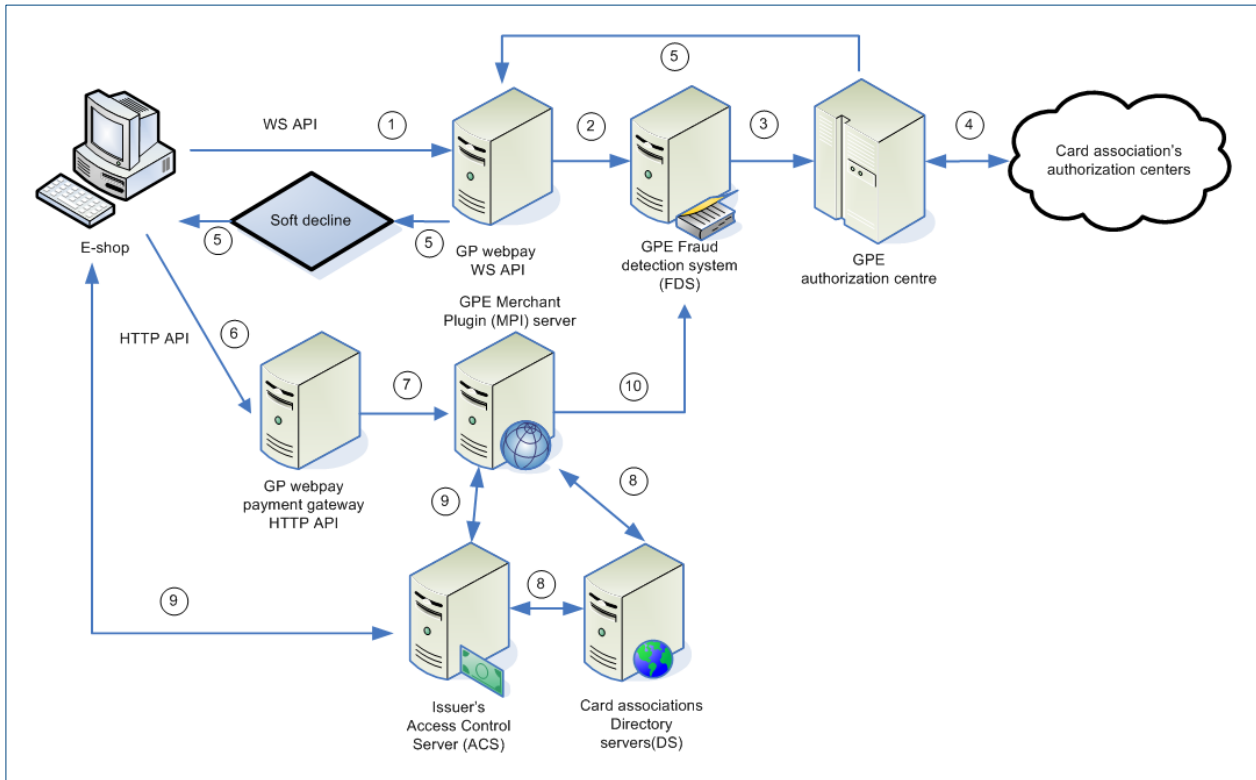 5
WS API
1
2
3
4
Card association's
authorization centers
Soft decline
5
5
E-shop
GP webpay
WS API
GPE Fraud
detection system
(FDS)
GPE
authorization centre
GPE Merchant
Plugin (MPI) server
HTTP API
6
7
10
GP webpay
payment gateway
HTTP API
9
8
8
9
Issuer's
Access Control
Server (ACS)
Card associations
Directory
servers(DS)